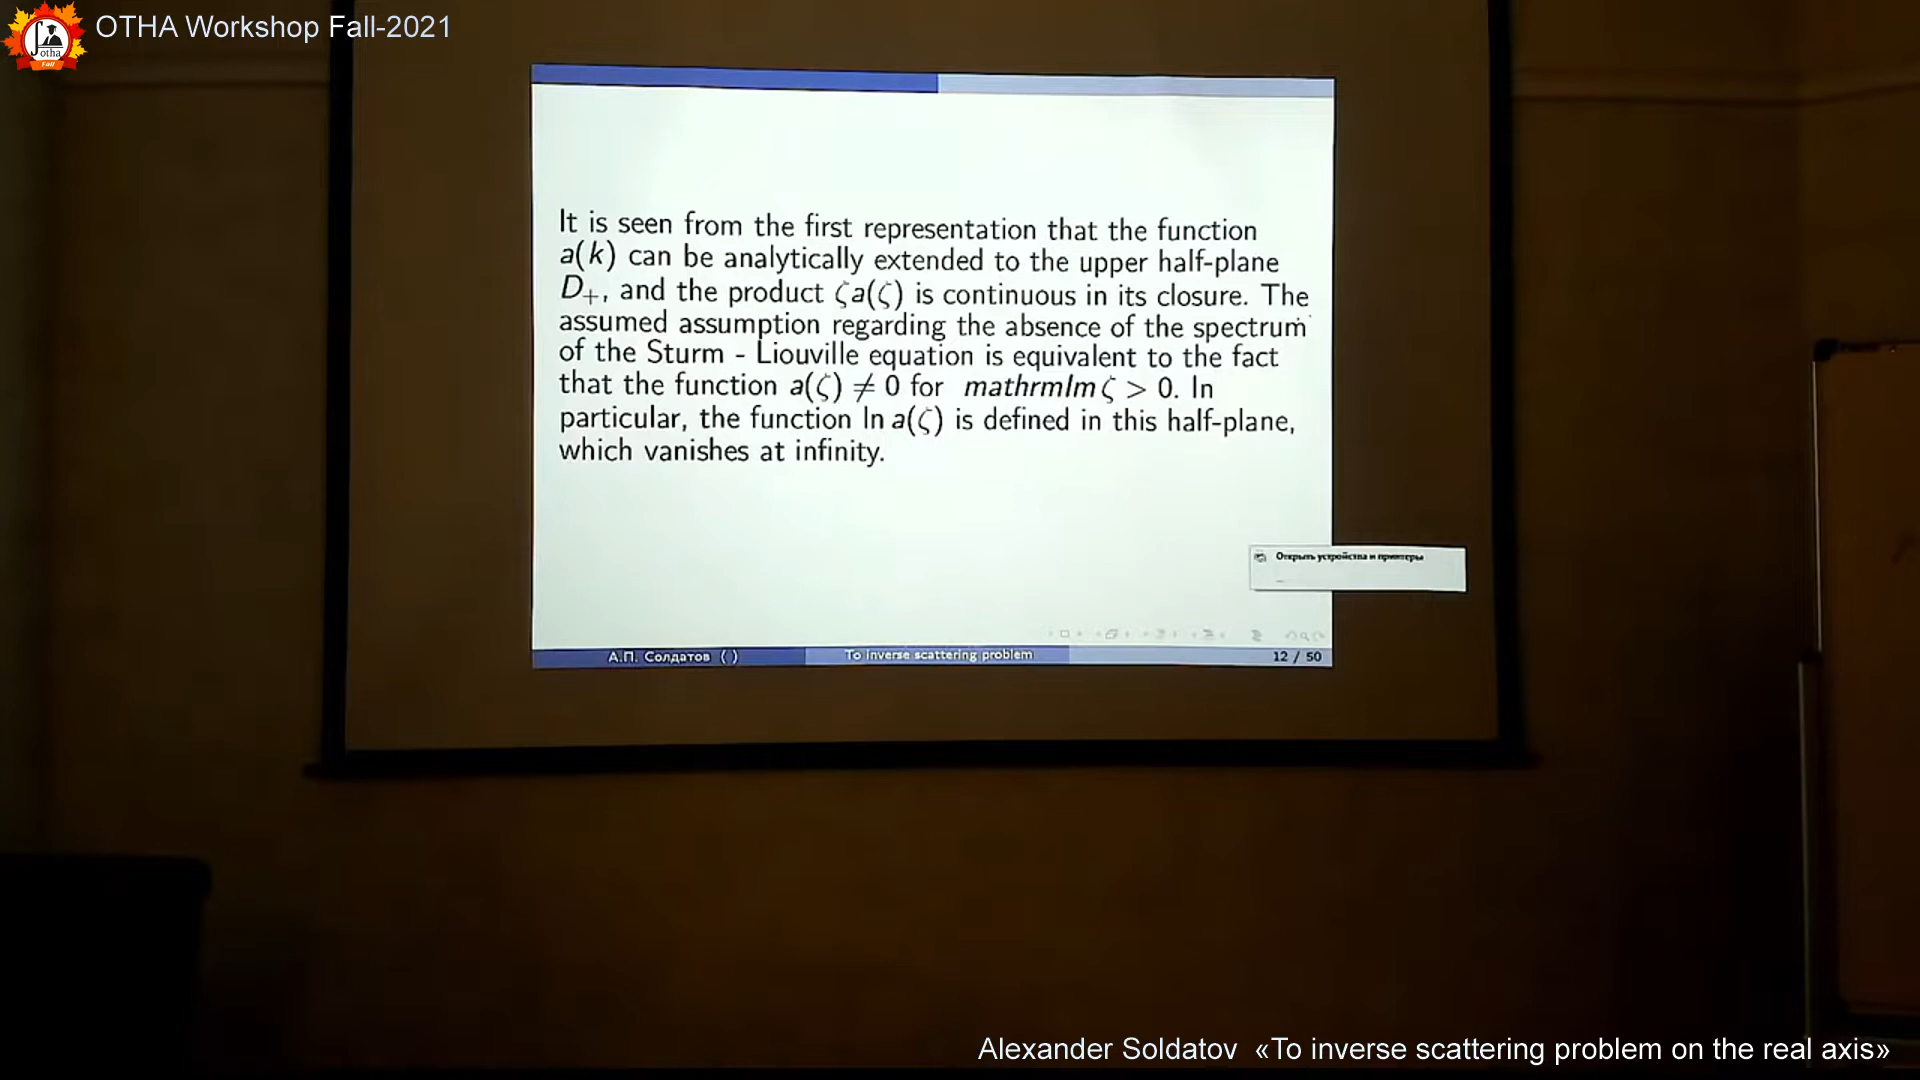 OTHA Workshop Fall-2021
otha
Fall
It is seen from the first representation that the function
a(k) can be analytically extended to the upper half-plane
D₊, and the product ζa(ζ) is continuous in its closure. The
assumed assumption regarding the absence of the spectrum
of the Sturm - Liouville equation is equivalent to the fact
that the function a(ζ) ≠ 0 for mathrmIm ζ > 0. In
particular, the function ln a(ζ) is defined in this half-plane,
which vanishes at infinity.
Открыть устройства и принтеры
А.П. Солдатов ( )
To inverse scattering problem
12 / 50
Alexander Soldatov «To inverse scattering problem on the real axis»